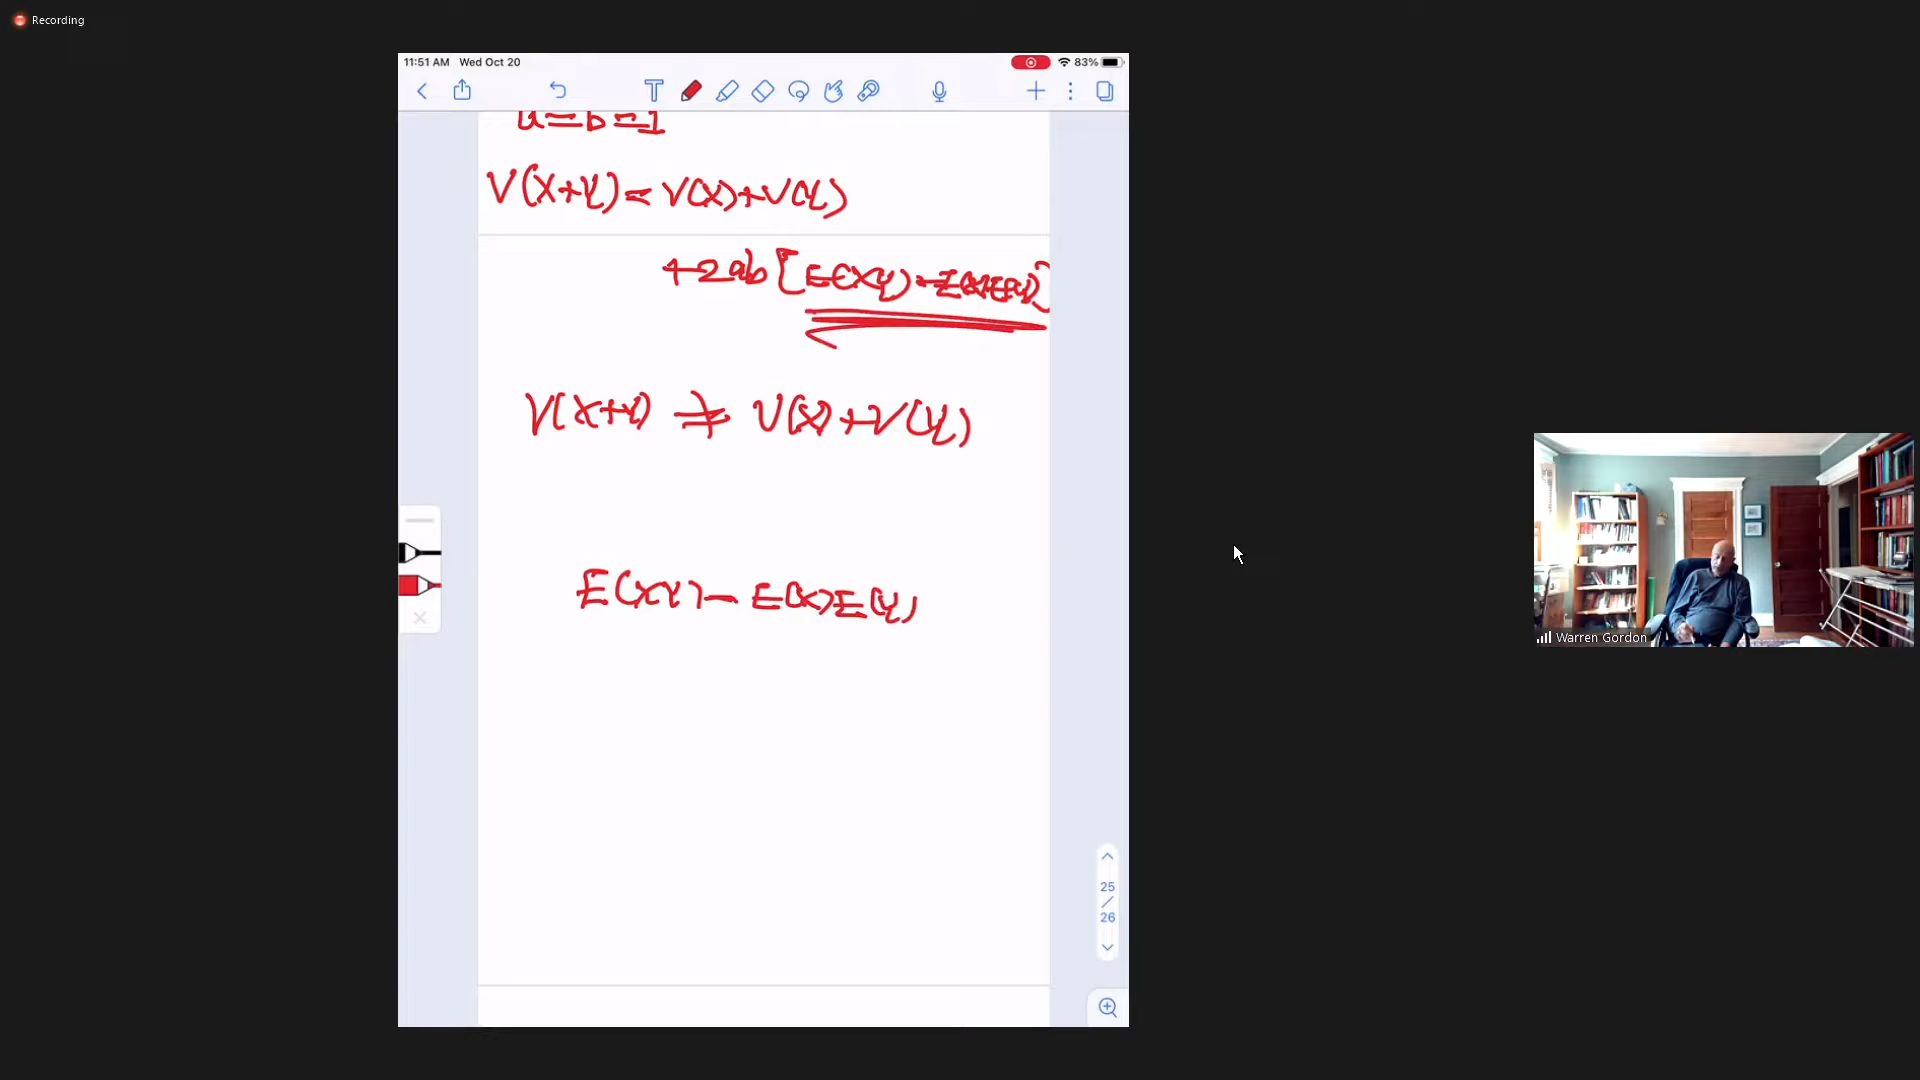 Recording
11:51 AM Wed Oct 20
83%
a=b=1
V(X+Y)=V(X)+V(Y)
+2ab[E(XY)-E(X)E(Y)]
V(X+Y) ≠ V(X)+V(Y)
E(XY)-E(X)E(Y)
Warren Gordon
25
/
26